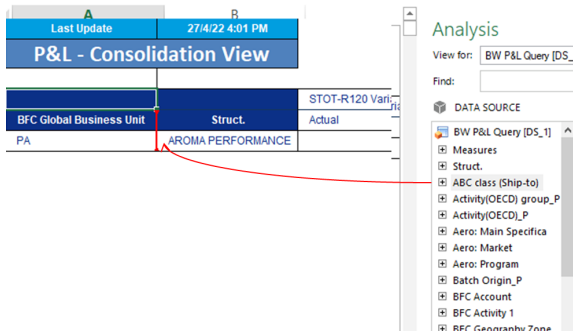 A B
Last Update 27/4/22 4:01 PM
P&L - Consolidation View
STOT-R120 Vari
BFC Global Business Unit Struct. Actual
PA AROMA PERFORMANCE
Analysis
View for: BW P&L Query [DS_
Find:
DATA SOURCE
BW P&L Query [DS_1]
Measures
Struct.
ABC class (Ship-to)
Activity(OECD) group_P
Activity(OECD)_P
Aero: Main Specifica
Aero: Market
Aero: Program
Batch Origin_P
BFC Account
BFC Activity 1
BFC Geography Zone